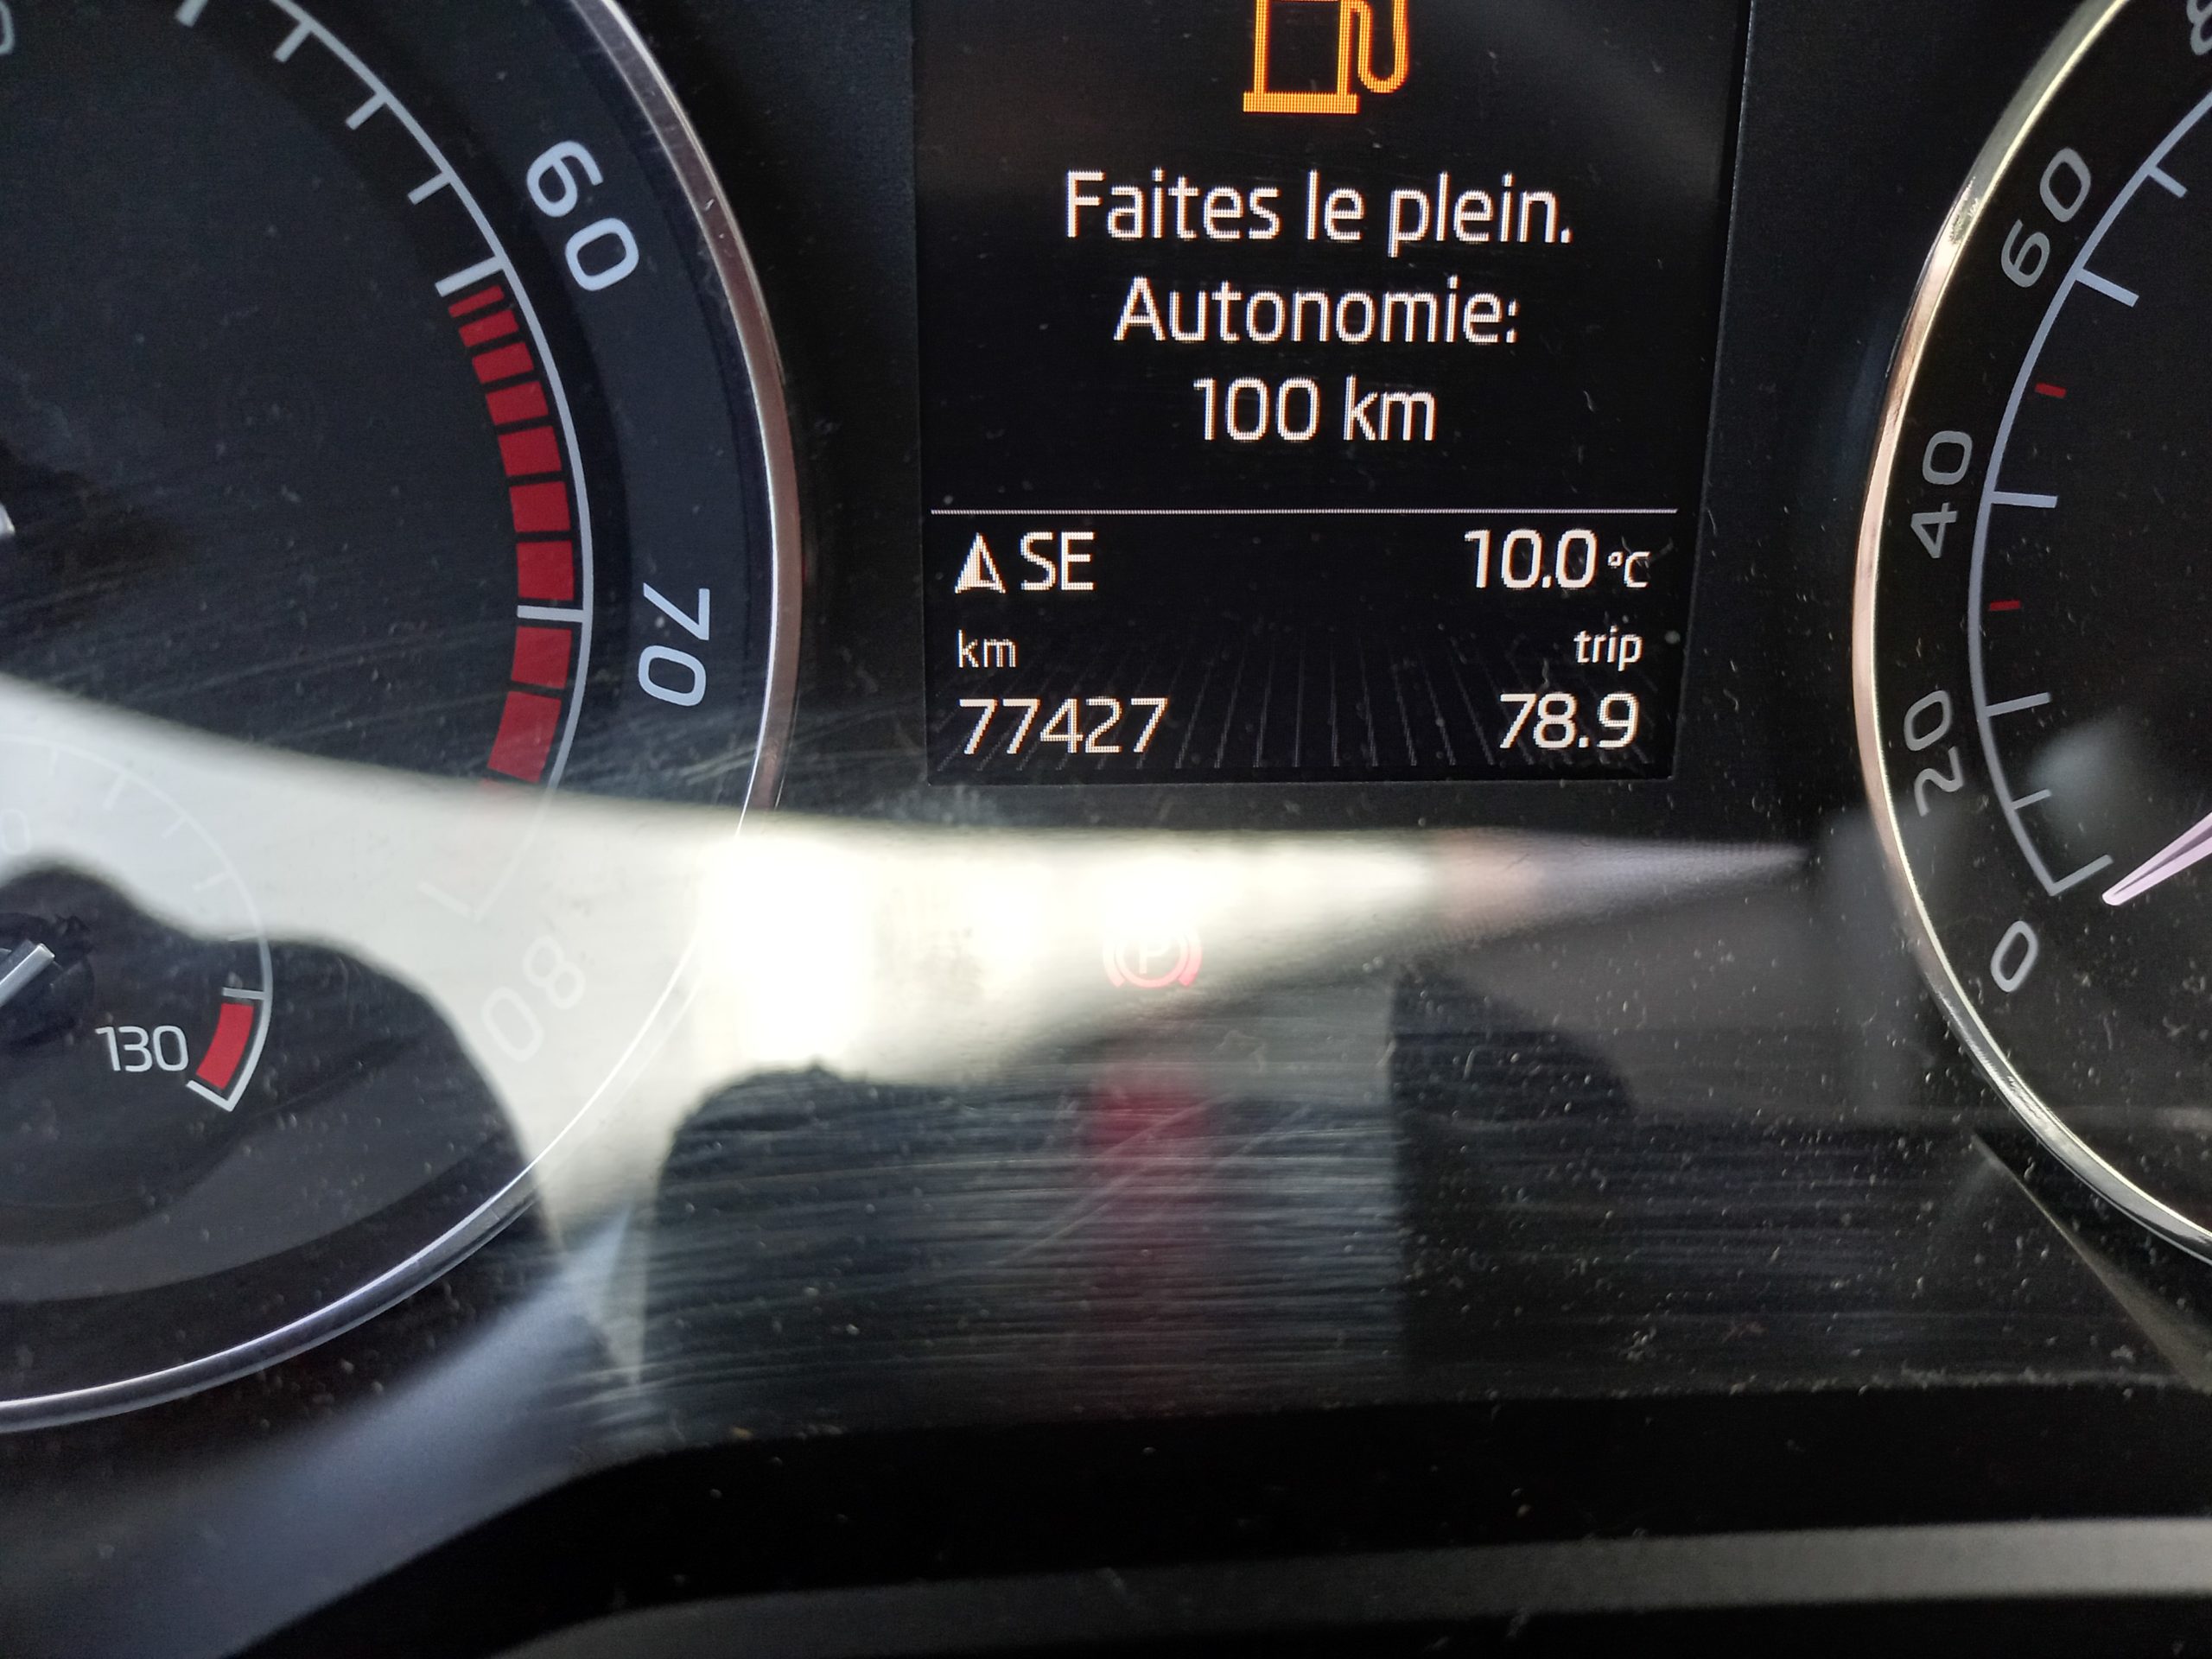 60
70
80
130
Faites le plein.
Autonomie:
100 km
SE
10.0 °C
km
trip
77427
78.9
P
60
40
20
0